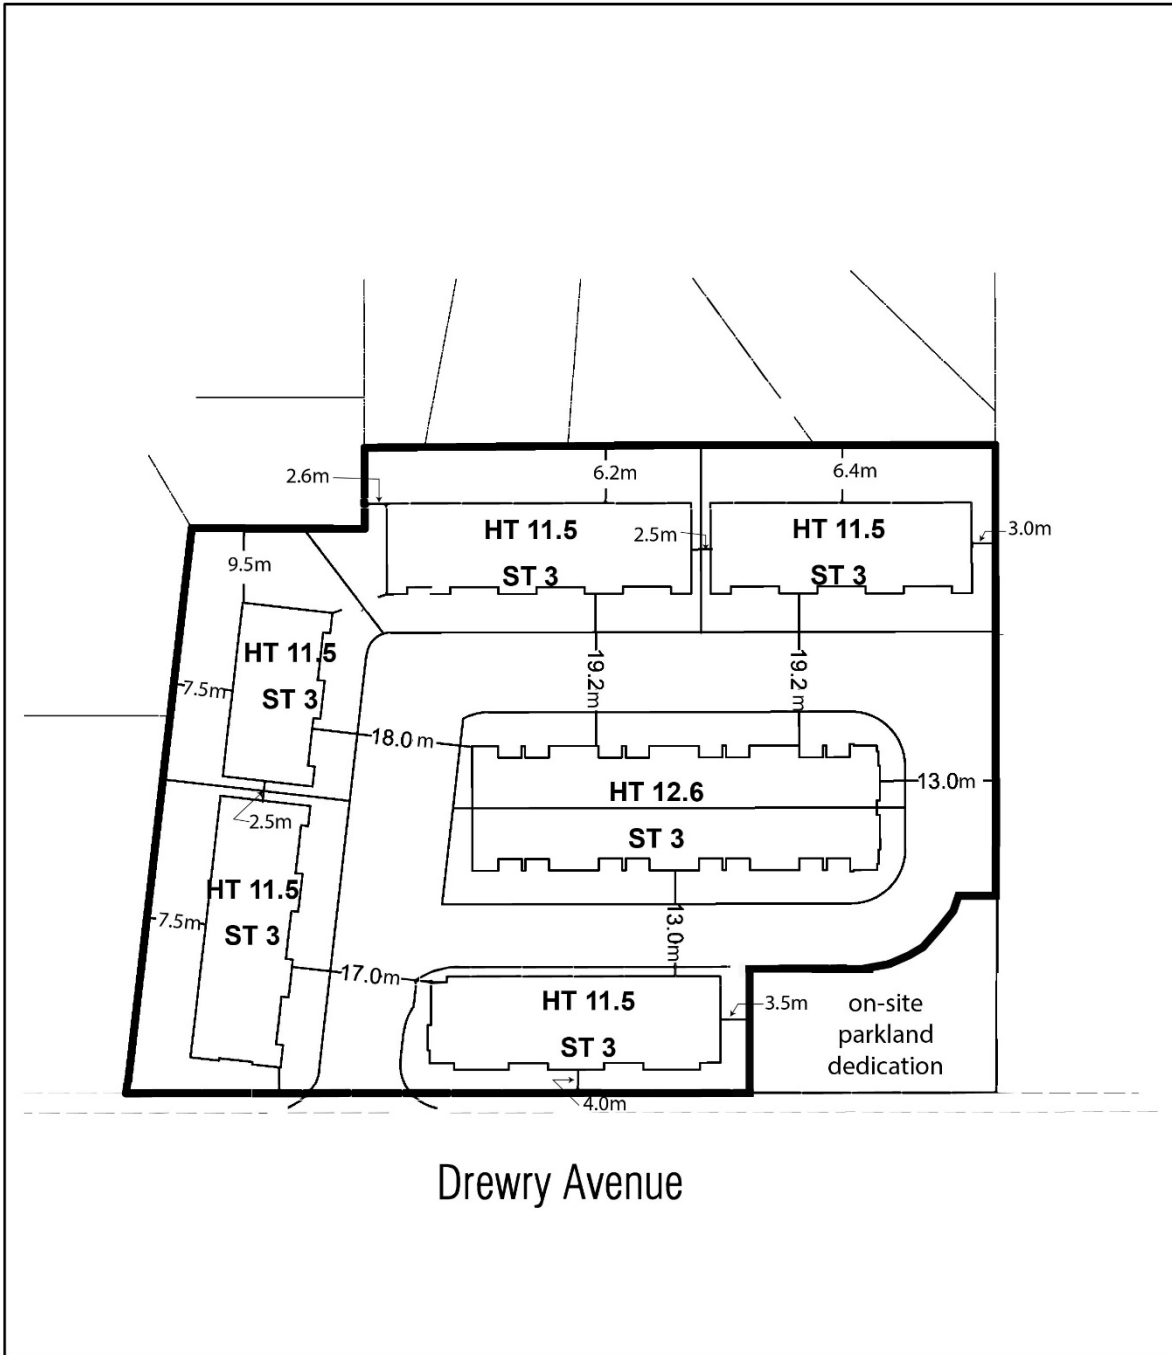 6.2m
6.4m
2.6m
HT 11.5
ST 3
2.5m
HT 11.5
ST 3
3.0m
9.5m
HT 11.5
ST 3
7.5m
19.2m
19.2 m
18.0 m
HT 12.6
ST 3
13.0m
2.5m
HT 11.5
ST 3
7.5m
13.0m
17.0m
HT 11.5
ST 3
3.5m
on-site
parkland
dedication
4.0m
Drewry Avenue